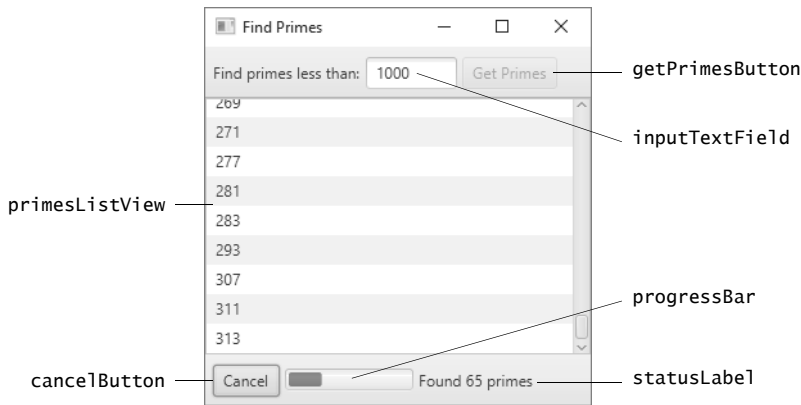 Find Primes
Find primes less than: 1000 Get Primes
getPrimesButton
269
inputTextField
271
277
281
primesListView
283
293
307
progressBar
311
313
cancelButton
Cancel
Found 65 primes
statusLabel